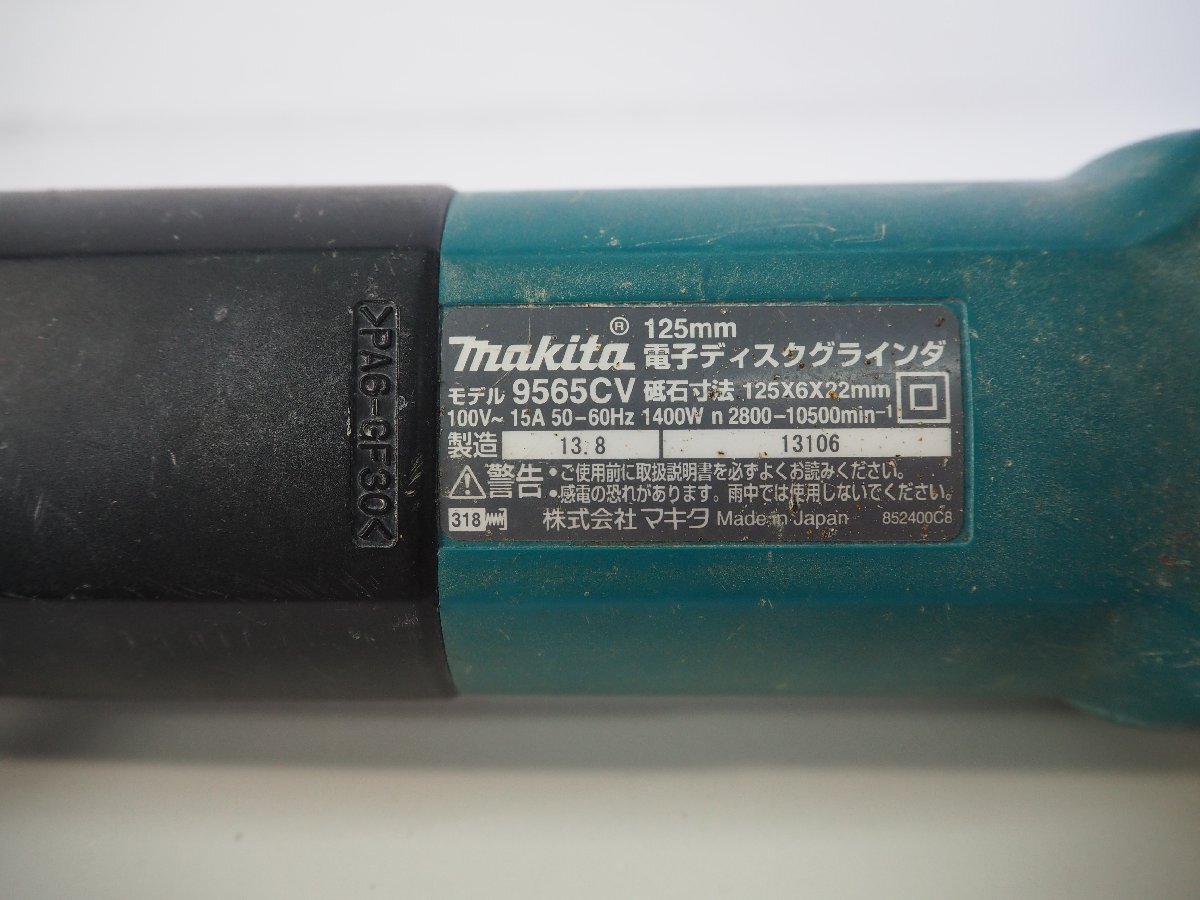 >PA6-GF30<
makita® 125mm
電子ディスクグラインダ
モデル 9565CV 砥石寸法 125X6X22mm
100V~ 15A 50-60Hz 1400W n 2800-10500min-1
製造 13.8 13106
警告 •ご使用前に取扱説明書を必ずよくお読みください。
•感電の恐れがあります。雨中では使用しないでください。
318 株式会社 マキタ Made in Japan 852400C8